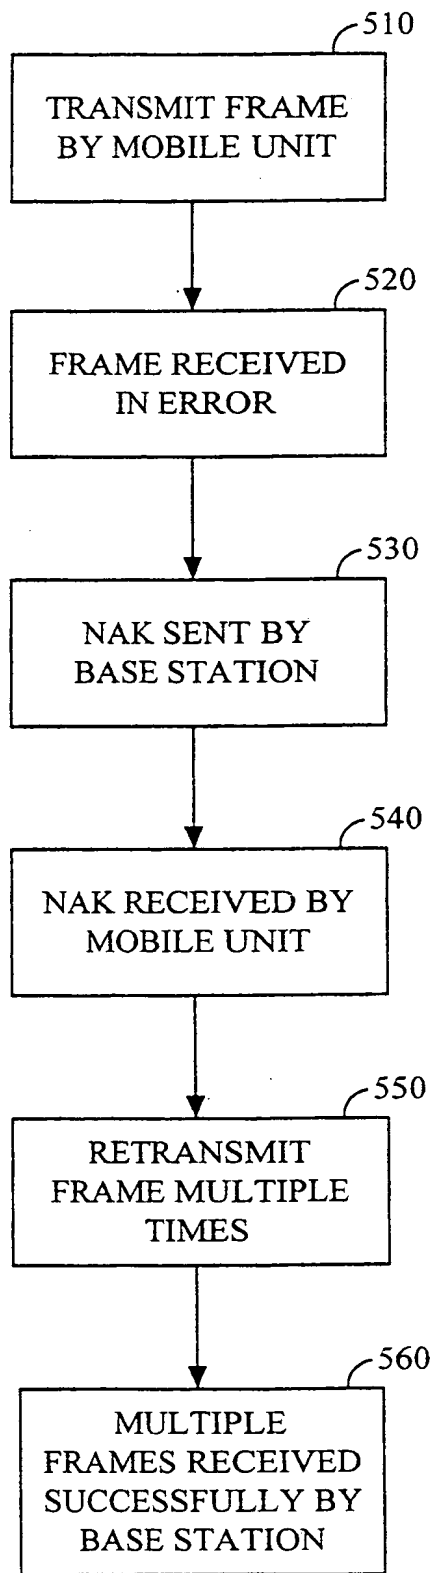 510
TRANSMIT FRAME
BY MOBILE UNIT
520
FRAME RECEIVED
IN ERROR
530
NAK SENT BY
BASE STATION
540
NAK RECEIVED BY
MOBILE UNIT
550
RETRANSMIT
FRAME MULTIPLE
TIMES
560
MULTIPLE
FRAMES RECEIVED
SUCCESSFULLY BY
BASE STATION